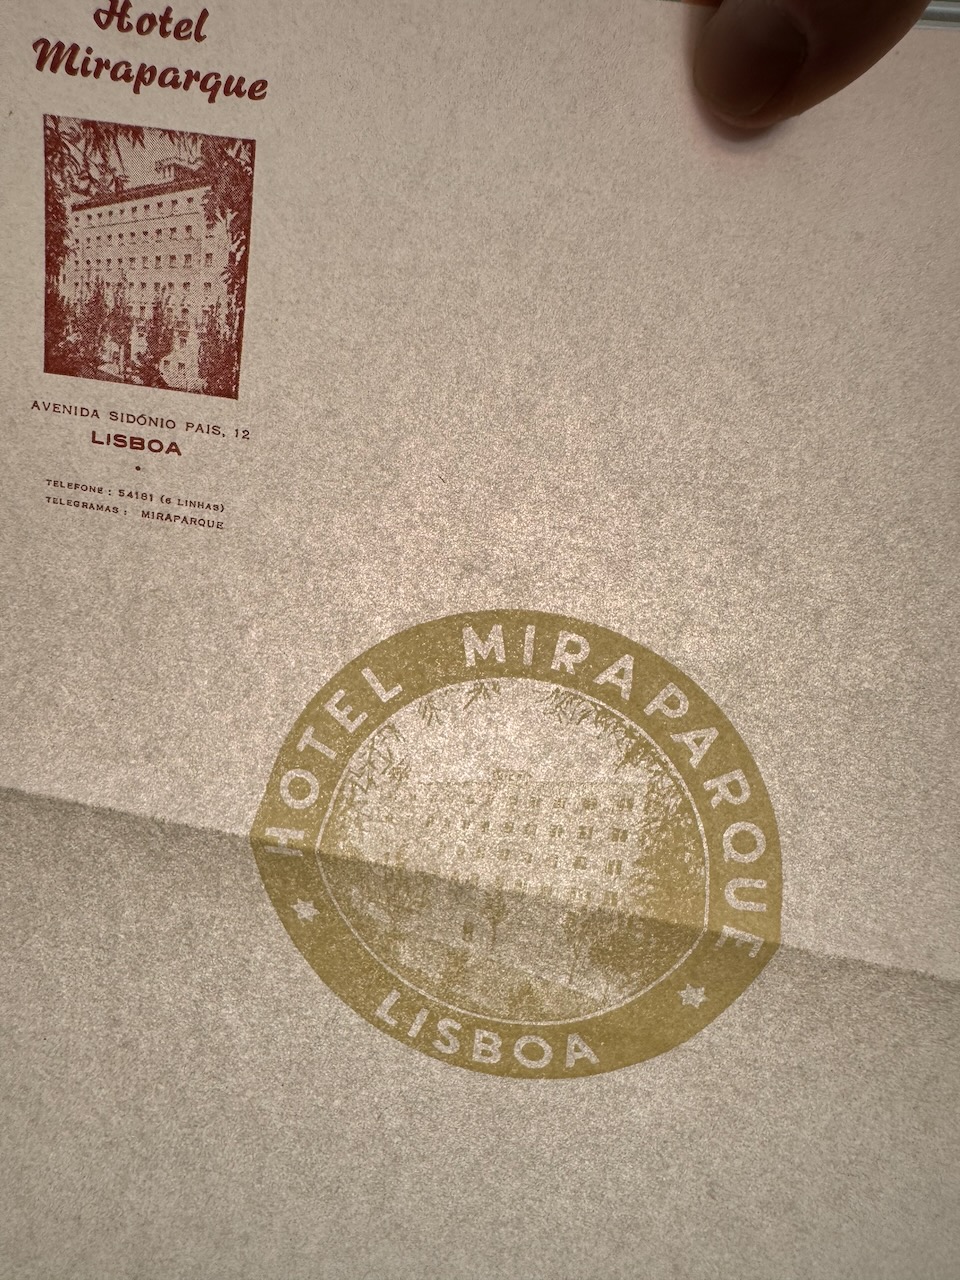 Hotel
Miraparque
AVENIDA SIDÓNIO PAIS, 12
LISBOA
TELEFONE : 54181 (6 LINHAS)
TELEGRAMAS : MIRAPARQUE
HOTEL MIRAPARQUE
LISBOA